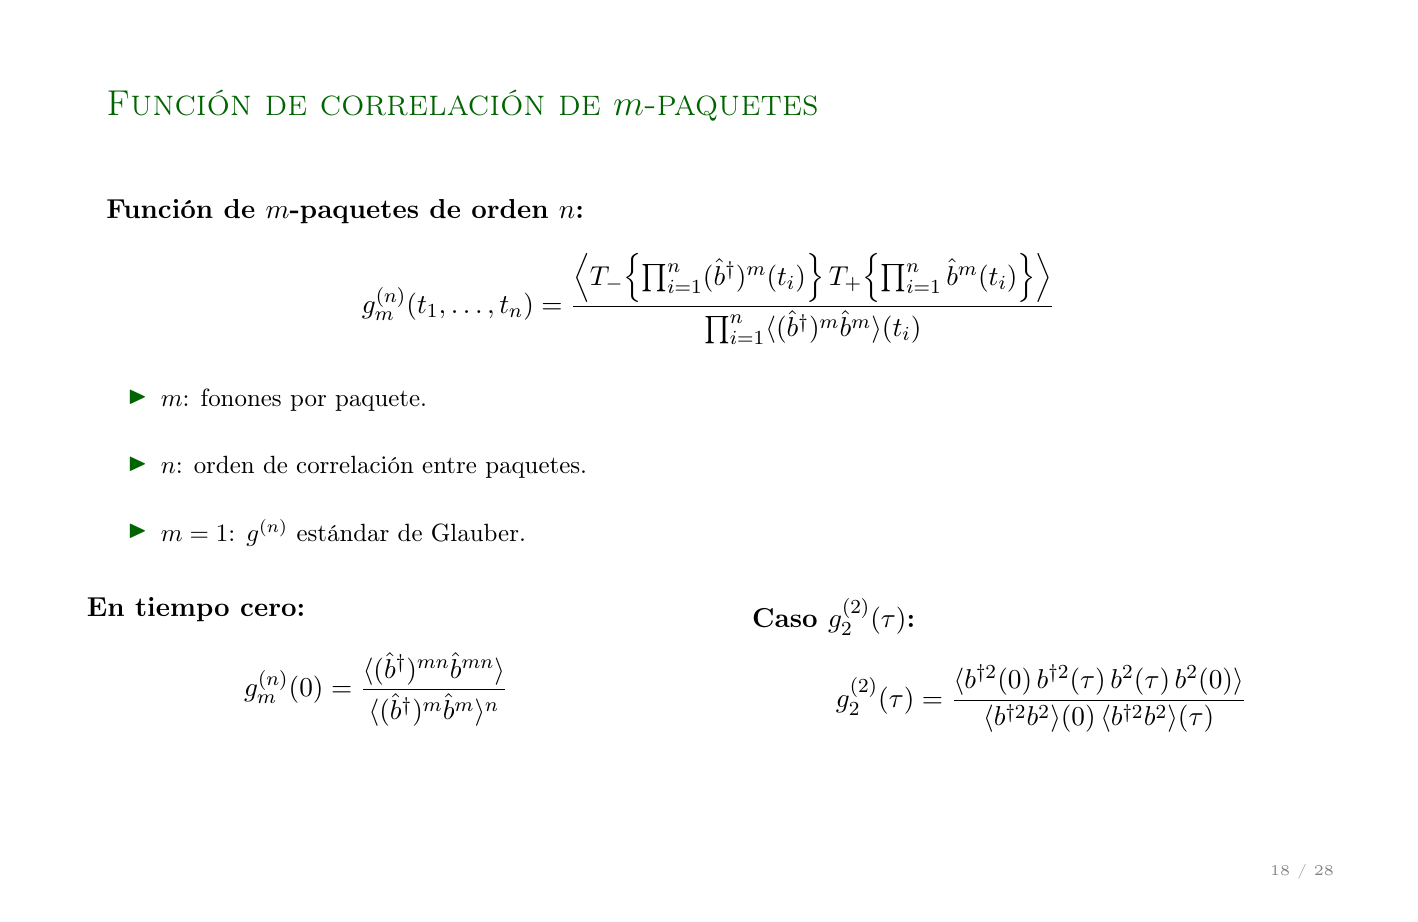 Función de correlación de m-paquetes
Función de m-paquetes de orden n:
$g_m^{(n)}(t_1, \ldots, t_n) = \frac{\left\langle T_-\left\{\prod_{i=1}^n (\hat{b}^\dagger)^m(t_i)\right\} T_+\left\{\prod_{i=1}^n \hat{b}^m(t_i)\right\}\right\rangle}{\prod_{i=1}^n \langle(\hat{b}^\dagger)^m \hat{b}^m\rangle(t_i)}$
▶ m: fonones por paquete.
▶ n: orden de correlación entre paquetes.
▶ $m = 1$: $g^{(n)}$ estándar de Glauber.
En tiempo cero:
$g_m^{(n)}(0) = \frac{\langle(\hat{b}^\dagger)^{mn} \hat{b}^{mn}\rangle}{\langle(\hat{b}^\dagger)^m \hat{b}^m\rangle^n}$
Caso $g_2^{(2)}(\tau)$:
$g_2^{(2)}(\tau) = \frac{\langle b^{\dagger 2}(0)\, b^{\dagger 2}(\tau)\, b^2(\tau)\, b^2(0)\rangle}{\langle b^{\dagger 2} b^2\rangle(0)\, \langle b^{\dagger 2} b^2\rangle(\tau)}$
18 / 28